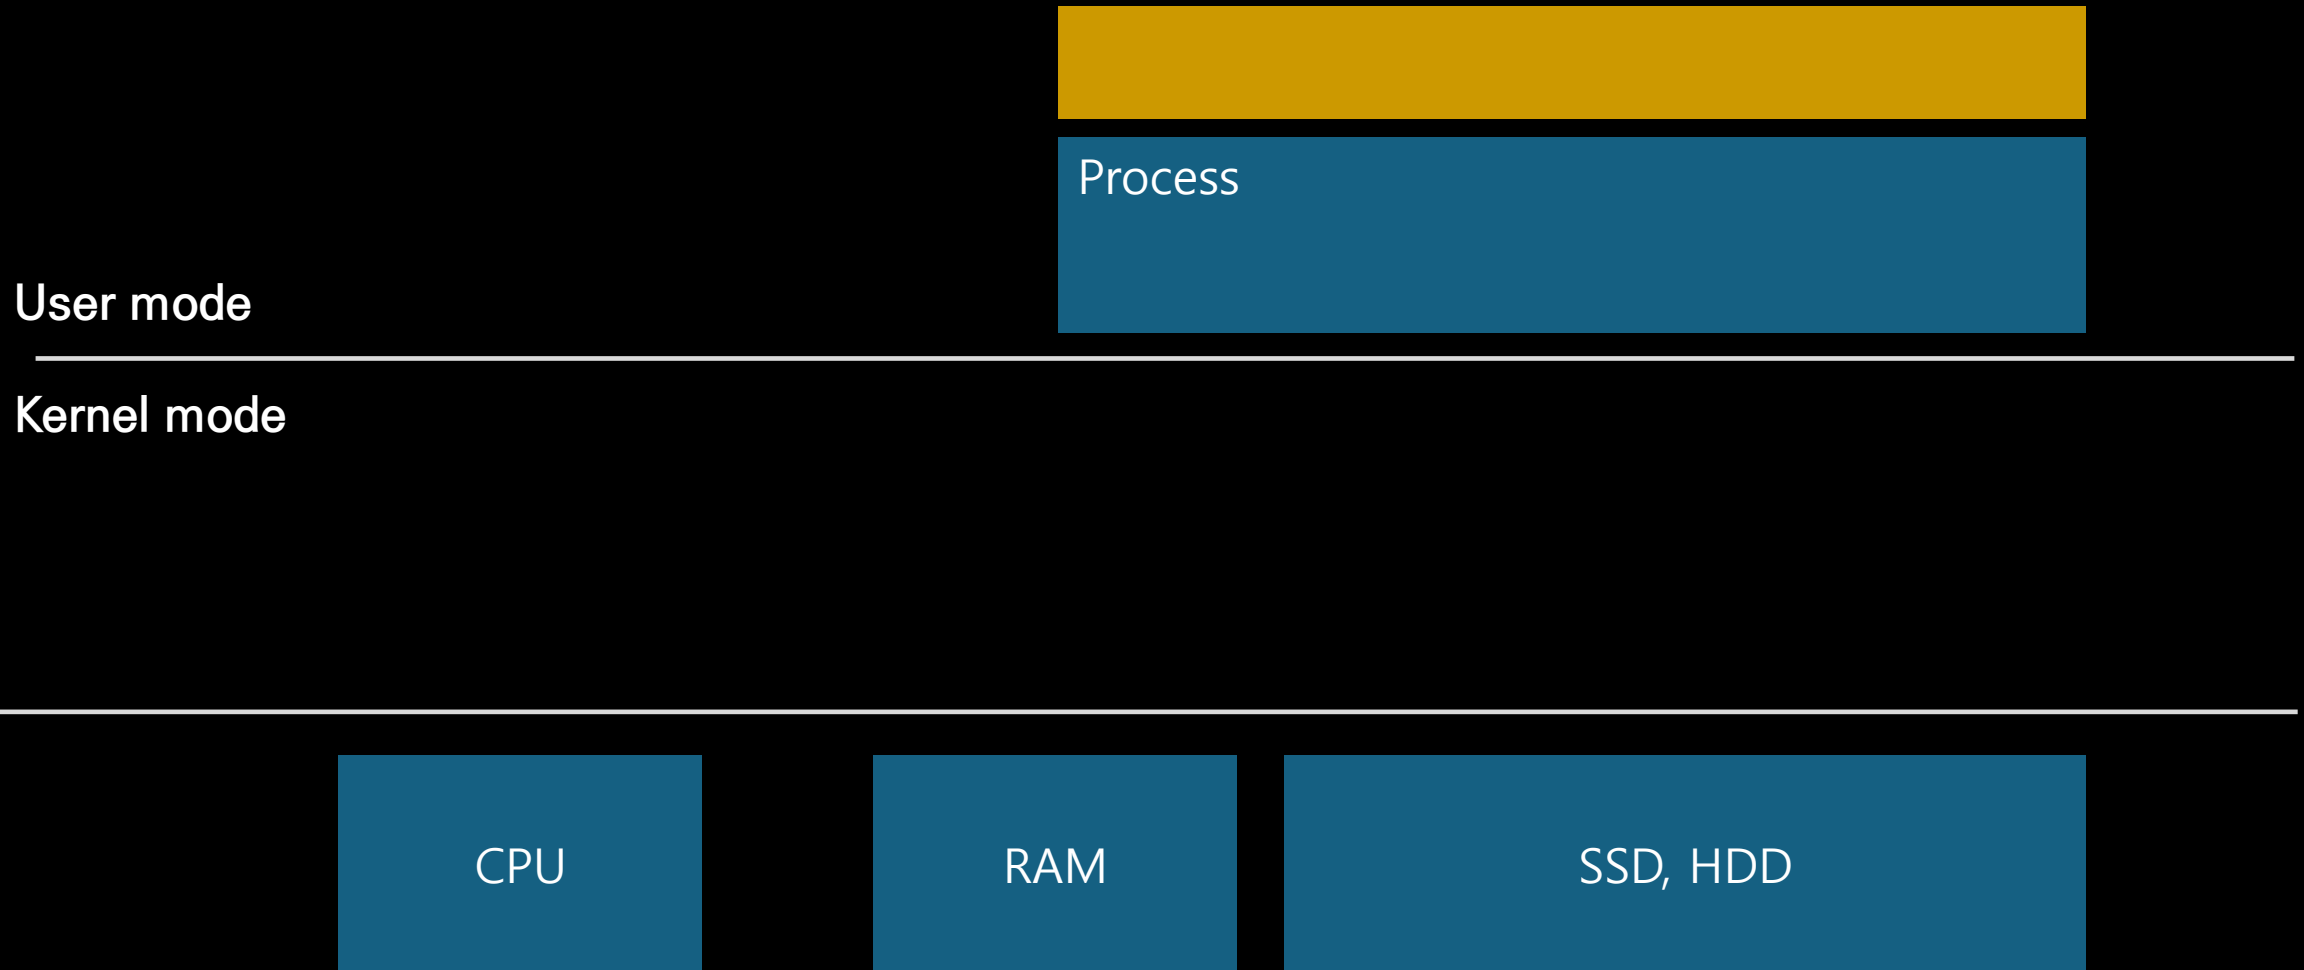 Process
User mode
Kernel mode
CPU
RAM
SSD, HDD